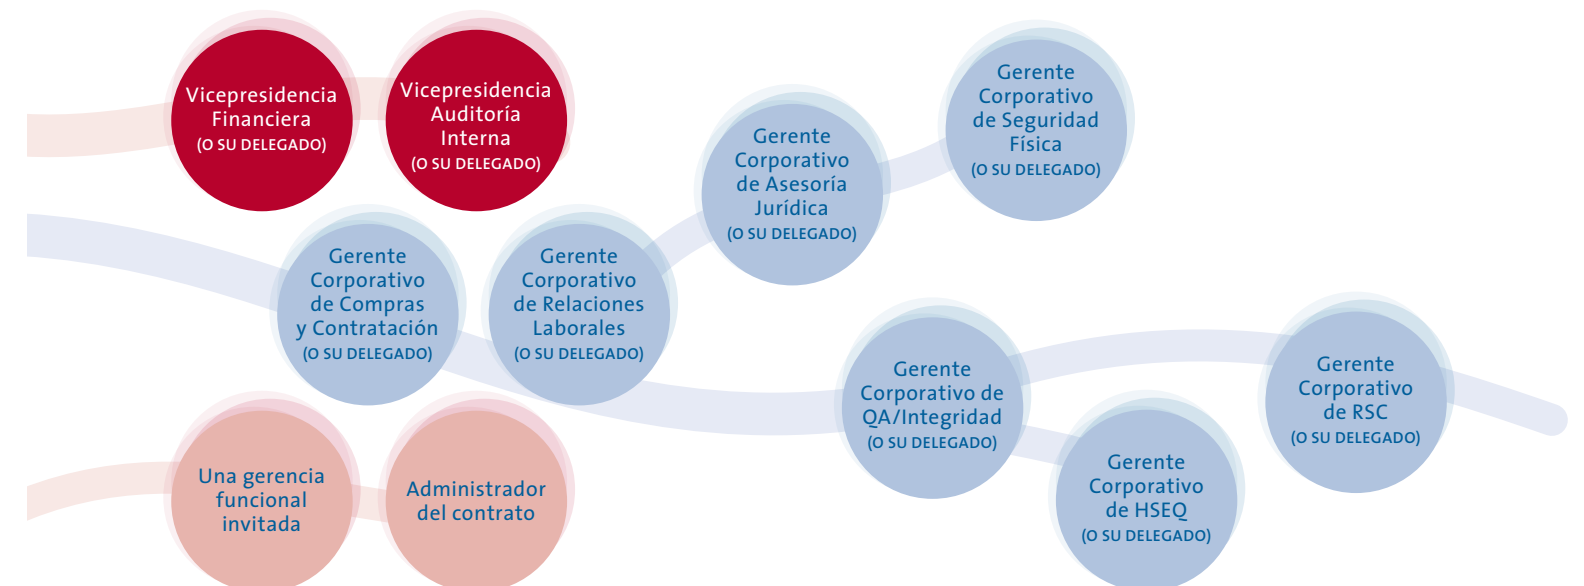 Vicepresidencia
Financiera
(O SU DELEGADO)
Vicepresidencia
Auditoría
Interna
(O SU DELEGADO)
Gerente
Corporativo
de Compras
y Contratación
(O SU DELEGADO)
Gerente
Corporativo
de Relaciones
Laborales
(O SU DELEGADO)
Gerente
Corporativo
de Asesoría
Jurídica
(O SU DELEGADO)
Gerente
Corporativo
de Seguridad
Física
(O SU DELEGADO)
Gerente
Corporativo de
QA/Integridad
(O SU DELEGADO)
Gerente
Corporativo
de HSEQ
(O SU DELEGADO)
Gerente
Corporativo
de RSC
(O SU DELEGADO)
Una gerencia
funcional
invitada
Administrador
del contrato